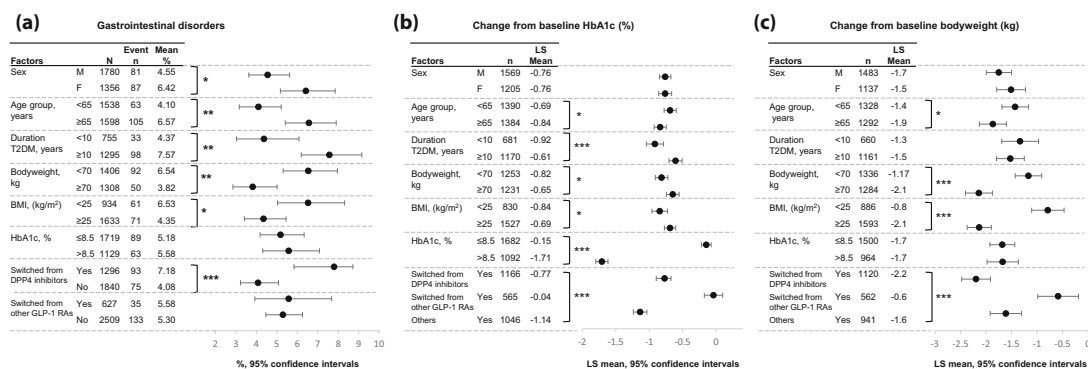 (a) Gastrointestinal disorders
Factors N Event n Mean %
Sex M 1780 81 4.55 *
F 1356 87 6.42
Age group, years <65 1538 63 4.10 **
≥65 1598 105 6.57
Duration T2DM, years <10 755 33 4.37 **
≥10 1295 98 7.57
Bodyweight, kg <70 1406 92 6.54 **
≥70 1308 50 3.82
BMI, (kg/m²) <25 934 61 6.53 *
≥25 1633 71 4.35
HbA1c, % ≤8.5 1719 89 5.18
>8.5 1129 63 5.58
Switched from DPP4 inhibitors Yes 1296 93 7.18 ***
No 1840 75 4.08
Switched from other GLP-1 RAs Yes 627 35 5.58
No 2509 133 5.30
2 3 4 5 6 7 8 9 10
%, 95% confidence intervals
(b) Change from baseline HbA1c (%)
Factors n LS Mean
Sex M 1569 -0.76
F 1205 -0.76
Age group, years <65 1390 -0.69 *
≥65 1384 -0.84
Duration T2DM, years <10 681 -0.92 ***
≥10 1170 -0.61
Bodyweight, kg <70 1253 -0.82 *
≥70 1231 -0.65
BMI, (kg/m²) <25 830 -0.84 *
≥25 1527 -0.69
HbA1c, % ≤8.5 1682 -0.15 ***
>8.5 1092 -1.71
Switched from DPP4 inhibitors Yes 1166 -0.77
Switched from other GLP-1 RAs Yes 565 -0.04 ***
Others Yes 1046 -1.14
-2 -1.5 -1 -0.5 0
LS mean, 95% confidence intervals
(c) Change from baseline bodyweight (kg)
Factors n LS Mean
Sex M 1483 -1.7
F 1137 -1.5
Age group, years <65 1328 -1.4 *
≥65 1292 -1.9
Duration T2DM, years <10 660 -1.3
≥10 1161 -1.5
Bodyweight, kg <70 1336 -1.17 ***
≥70 1284 -2.1
BMI, (kg/m²) <25 886 -0.8 ***
≥25 1593 -2.1
HbA1c, % ≤8.5 1500 -1.7
>8.5 964 -1.7
Switched from DPP4 inhibitors Yes 1120 -2.2
Switched from other GLP-1 RAs Yes 562 -0.6 ***
Others Yes 941 -1.6
-3 -2.5 -2 -1.5 -1 -0.5 0
LS mean, 95% confidence intervals